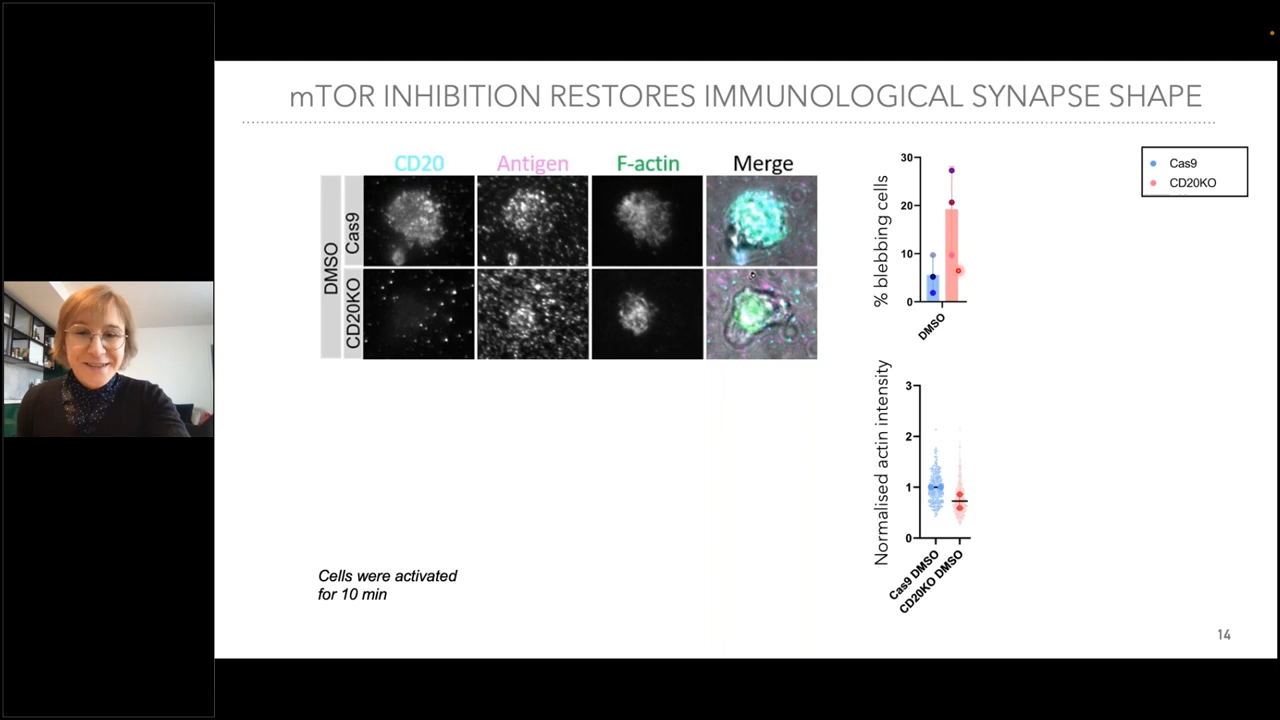 mTOR INHIBITION RESTORES IMMUNOLOGICAL SYNAPSE SHAPE
CD20 Antigen F-actin Merge
DMSO
Cas9
CD20KO
% blebbing cells
30
20
10
0
DMSO
Cas9
CD20KO
Normalised actin intensity
3
2
1
0
Cas9 DMSO
CD20KO DMSO
Cells were activated
for 10 min
14